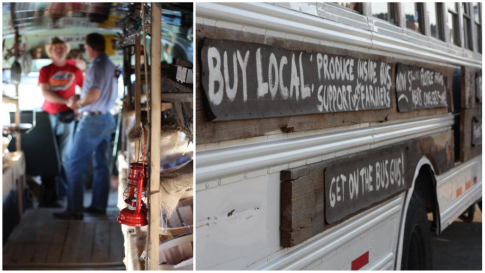 BUY LOCAL! PRODUCE INSIDE BUS
SUPPORT FARMERS
GET ON THE BUS GUS!